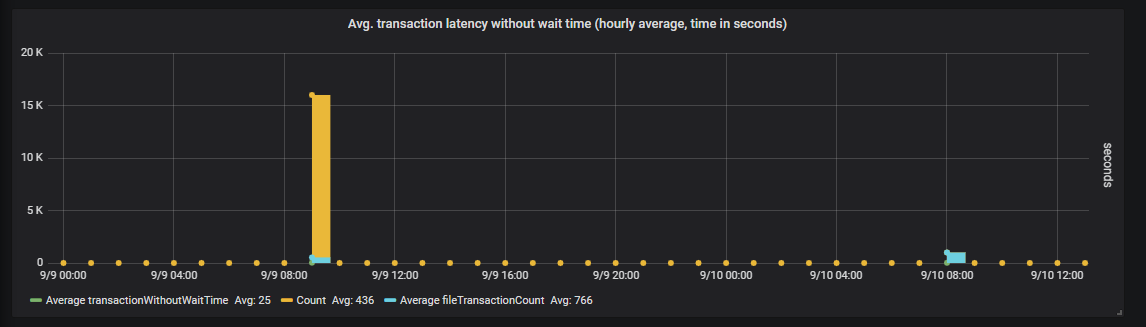 Avg. transaction latency without wait time (hourly average, time in seconds)
20 K
15 K
10 K
5 K
0
seconds
9/9 00:00 9/9 04:00 9/9 08:00 9/9 12:00 9/9 16:00 9/9 20:00 9/10 00:00 9/10 04:00 9/10 08:00 9/10 12:00
Average transactionWithoutWaitTime Avg: 25 Count Avg: 436 Average fileTransactionCount Avg: 766